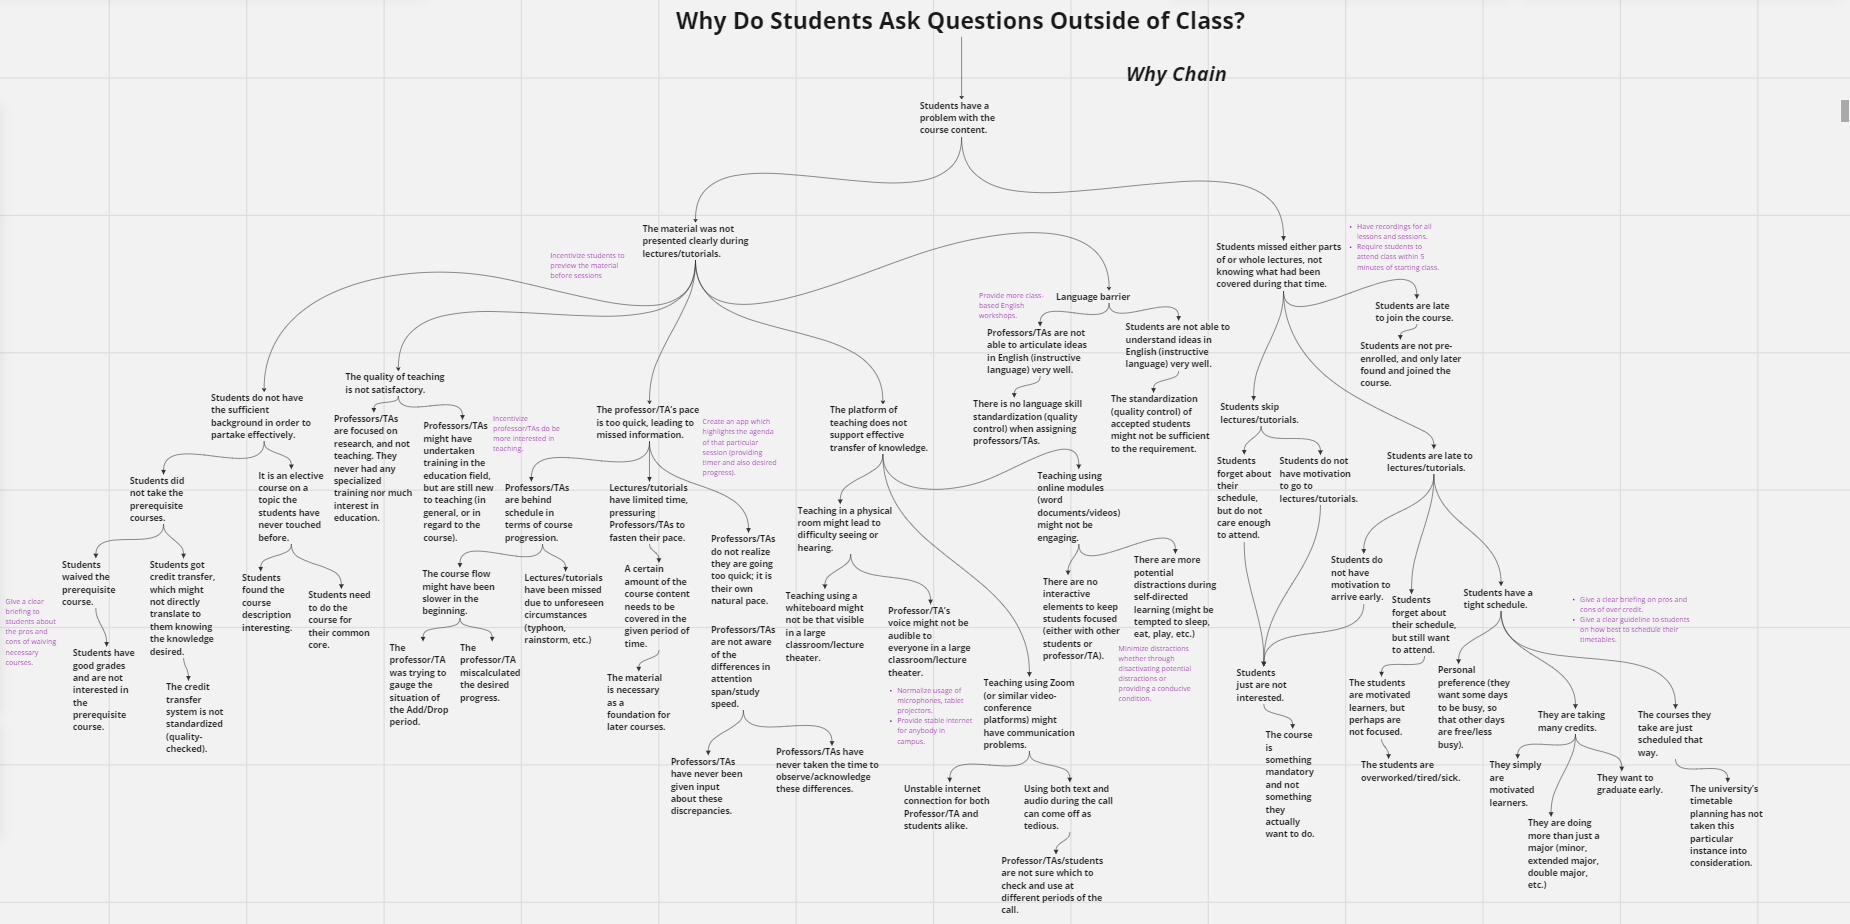 Why Do Students Ask Questions Outside of Class?
Why Chain
Students have a
problem with the
course content.
The material was not
presented clearly during
lectures/tutorials.
Incentivize students to
preview the material
before sessions
Students missed either parts
of or whole lectures, not
knowing what had been
covered during that time.
• Have recordings for all
lessons and sessions.
• Require students to
attend class within 5
minutes of starting class.
Students are late
to join the course.
Students are not pre-
enrolled, and only later
found and joined the
course.
Provide more class-
based English
workshops.
Language barrier
Professors/TAs are not
able to articulate ideas
in English (instructive
language) very well.
Students are not able to
understand ideas in
English (instructive
language) very well.
There is no language skill
standardization (quality
control) when assigning
professors/TAs.
The standardization
(quality control) of
accepted students
might not be sufficient
to the requirement.
Students do not have
the sufficient
background in order to
partake effectively.
The quality of teaching
is not satisfactory.
Professors/TAs
are focused on
research, and not
teaching. They
never had any
specialized
training nor much
interest in
education.
Professors/TAs
might have
undertaken
training in the
education field,
but are still new
to teaching (in
general, or in
regard to the
course).
Incentivize
professor/TAs do be
more interested in
teaching.
The professor/TA's pace
is too quick, leading to
missed information.
Create an app which
highlights the agenda
of that particular
session (providing
timer and also desired
progress).
The platform of
teaching does not
support effective
transfer of knowledge.
Students skip
lectures/tutorials.
Students are late to
lectures/tutorials.
Students did
not take the
prerequisite
courses.
It is an elective
course on a
topic the
students have
never touched
before.
Students
waived the
prerequisite
course.
Students got
credit transfer,
which might
not directly
translate to
them knowing
the knowledge
desired.
Students
found the
course
description
interesting.
Students need
to do the
course for
their common
core.
Give a clear
briefing to
students about
the pros and
cons of waiving
necessary
courses.
Students have
good grades
and are not
interested in
the
prerequisite
course.
The credit
transfer
system is not
standardized
(quality-
checked).
Professors/TAs
are behind
schedule in
terms of course
progression.
Lectures/tutorials
have limited time,
pressuring
Professors/TAs to
fasten their pace.
Professors/TAs
do not realize
they are going
too quick; it is
their own
natural pace.
The course flow
might have been
slower in the
beginning.
Lectures/tutorials
have been missed
due to unforeseen
circumstances
(typhoon,
rainstorm, etc.)
The
professor/TA
was trying to
gauge the
situation of
the Add/Drop
period.
The
professor/TA
miscalculated
the desired
progress.
A certain
amount of the
course content
needs to be
covered in the
given period of
time.
The material
is necessary
as a
foundation for
later courses.
Professors/TAs
are not aware
of the
differences in
attention
span/study
speed.
Professors/TAs
have never been
given input
about these
discrepancies.
Professors/TAs have
never taken the time to
observe/acknowledge
these differences.
Teaching in a physical
room might lead to
difficulty seeing or
hearing.
Teaching using a
whiteboard might
not be that visible
in a large
classroom/lecture
theater.
Professor/TA's
voice might not be
audible to
everyone in a large
classroom/lecture
theater.
• Normalize usage of
microphones, tablet
projectors.
• Provide stable internet
for anybody in
campus.
Teaching using
online modules
(word
documents/videos)
might not be
engaging.
There are no
interactive
elements to keep
students focused
(either with other
students or
professor/TA).
There are more
potential
distractions during
self-directed
learning (might be
tempted to sleep,
eat, play, etc.)
Minimize distractions
whether through
disactivating potential
distractions or
providing a conducive
condition.
Teaching using Zoom
(or similar video-
conference
platforms) might
have communication
problems.
Unstable internet
connection for both
Professor/TA and
students alike.
Using both text and
audio during the call
can come off as
tedious.
Professor/TAs/students
are not sure which to
check and use at
different periods of the
call.
Students
forget about
their
schedule,
but do not
care enough
to attend.
Students do not
have motivation
to go to
lectures/tutorials.
Students
just are not
interested.
The course
is
something
mandatory
and not
something
they
actually
want to do.
Students do
not have
motivation to
arrive early.
Students
forget about
their schedule,
but still want
to attend.
The students
are motivated
learners, but
perhaps are
not focused.
The students are
overworked/tired/sick.
Students have a
tight schedule.
• Give a clear briefing on pros and
cons of over credit.
• Give a clear guideline to students
on how best to schedule their
timetables.
Personal
preference (they
want some days
to be busy, so
that other days
are free/less
busy).
They are taking
many credits.
The courses they
take are just
scheduled that
way.
They simply
are
motivated
learners.
They want to
graduate early.
They are doing
more than just a
major (minor,
extended major,
double major,
etc.)
The university's
timetable
planning has not
taken this
particular
instance into
consideration.